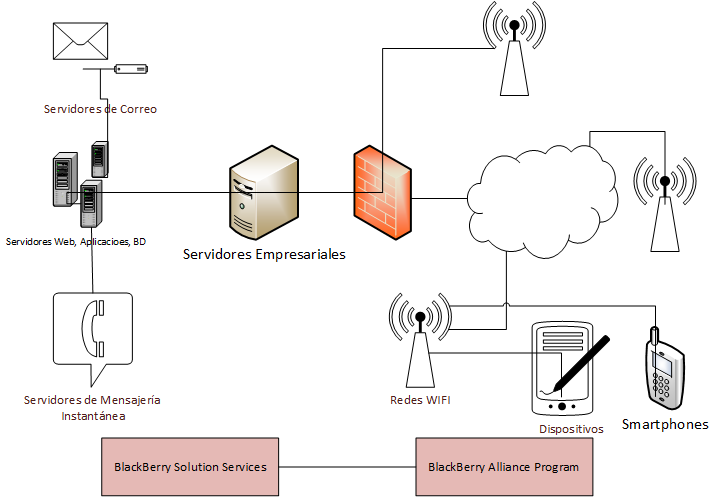 Servidores de Correo
Servidores Web, Aplicacioes, BD
Servidores Empresariales
Servidores de Mensajería
Instantánea
Redes WIFI
Dispositivos
Smartphones
BlackBerry Solution Services
BlackBerry Alliance Program